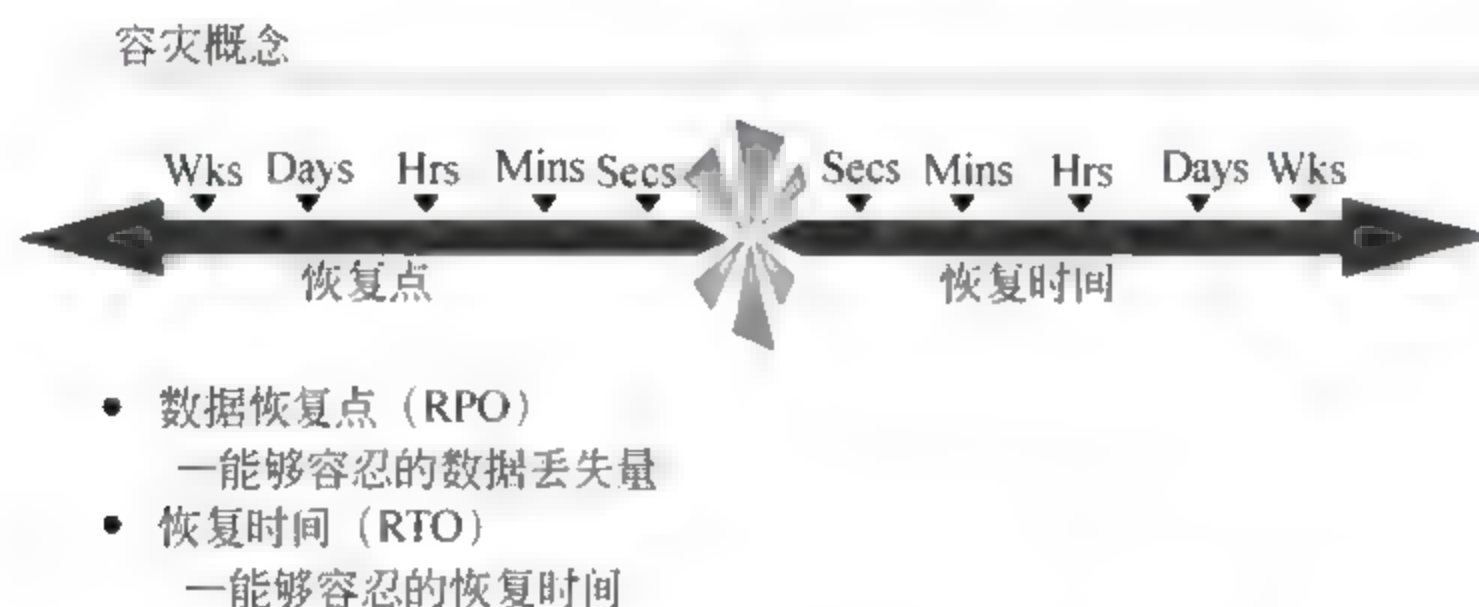 容灾概念
Wks Days Hrs Mins Secs Secs Mins Hrs Days Wks
恢复点 恢复时间
• 数据恢复点（RPO）
—能够容忍的数据丢失量
• 恢复时间（RTO）
—能够容忍的恢复时间